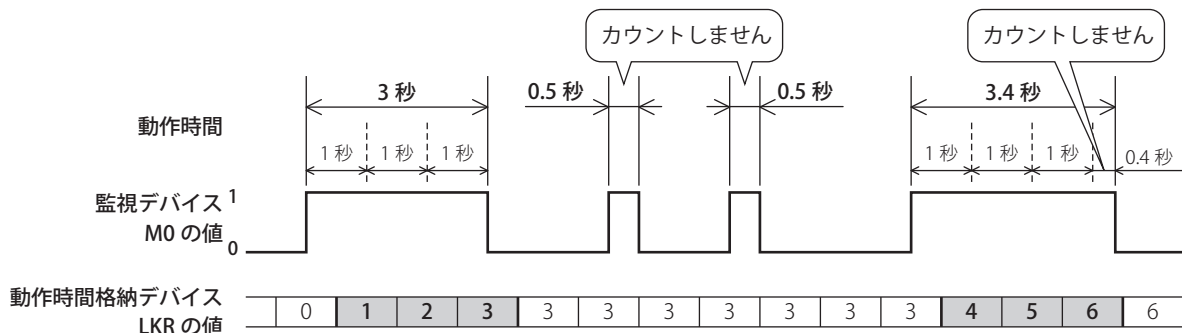 カウントしません
カウントしません
3 秒
0.5 秒
0.5 秒
3.4 秒
動作時間
1 秒
1 秒
1 秒
1 秒
1 秒
1 秒
0.4 秒
監視デバイス
M0 の値
1
0
動作時間格納デバイス
LKR の値
0 1 2 3 3 3 3 3 3 3 3 4 5 6 6